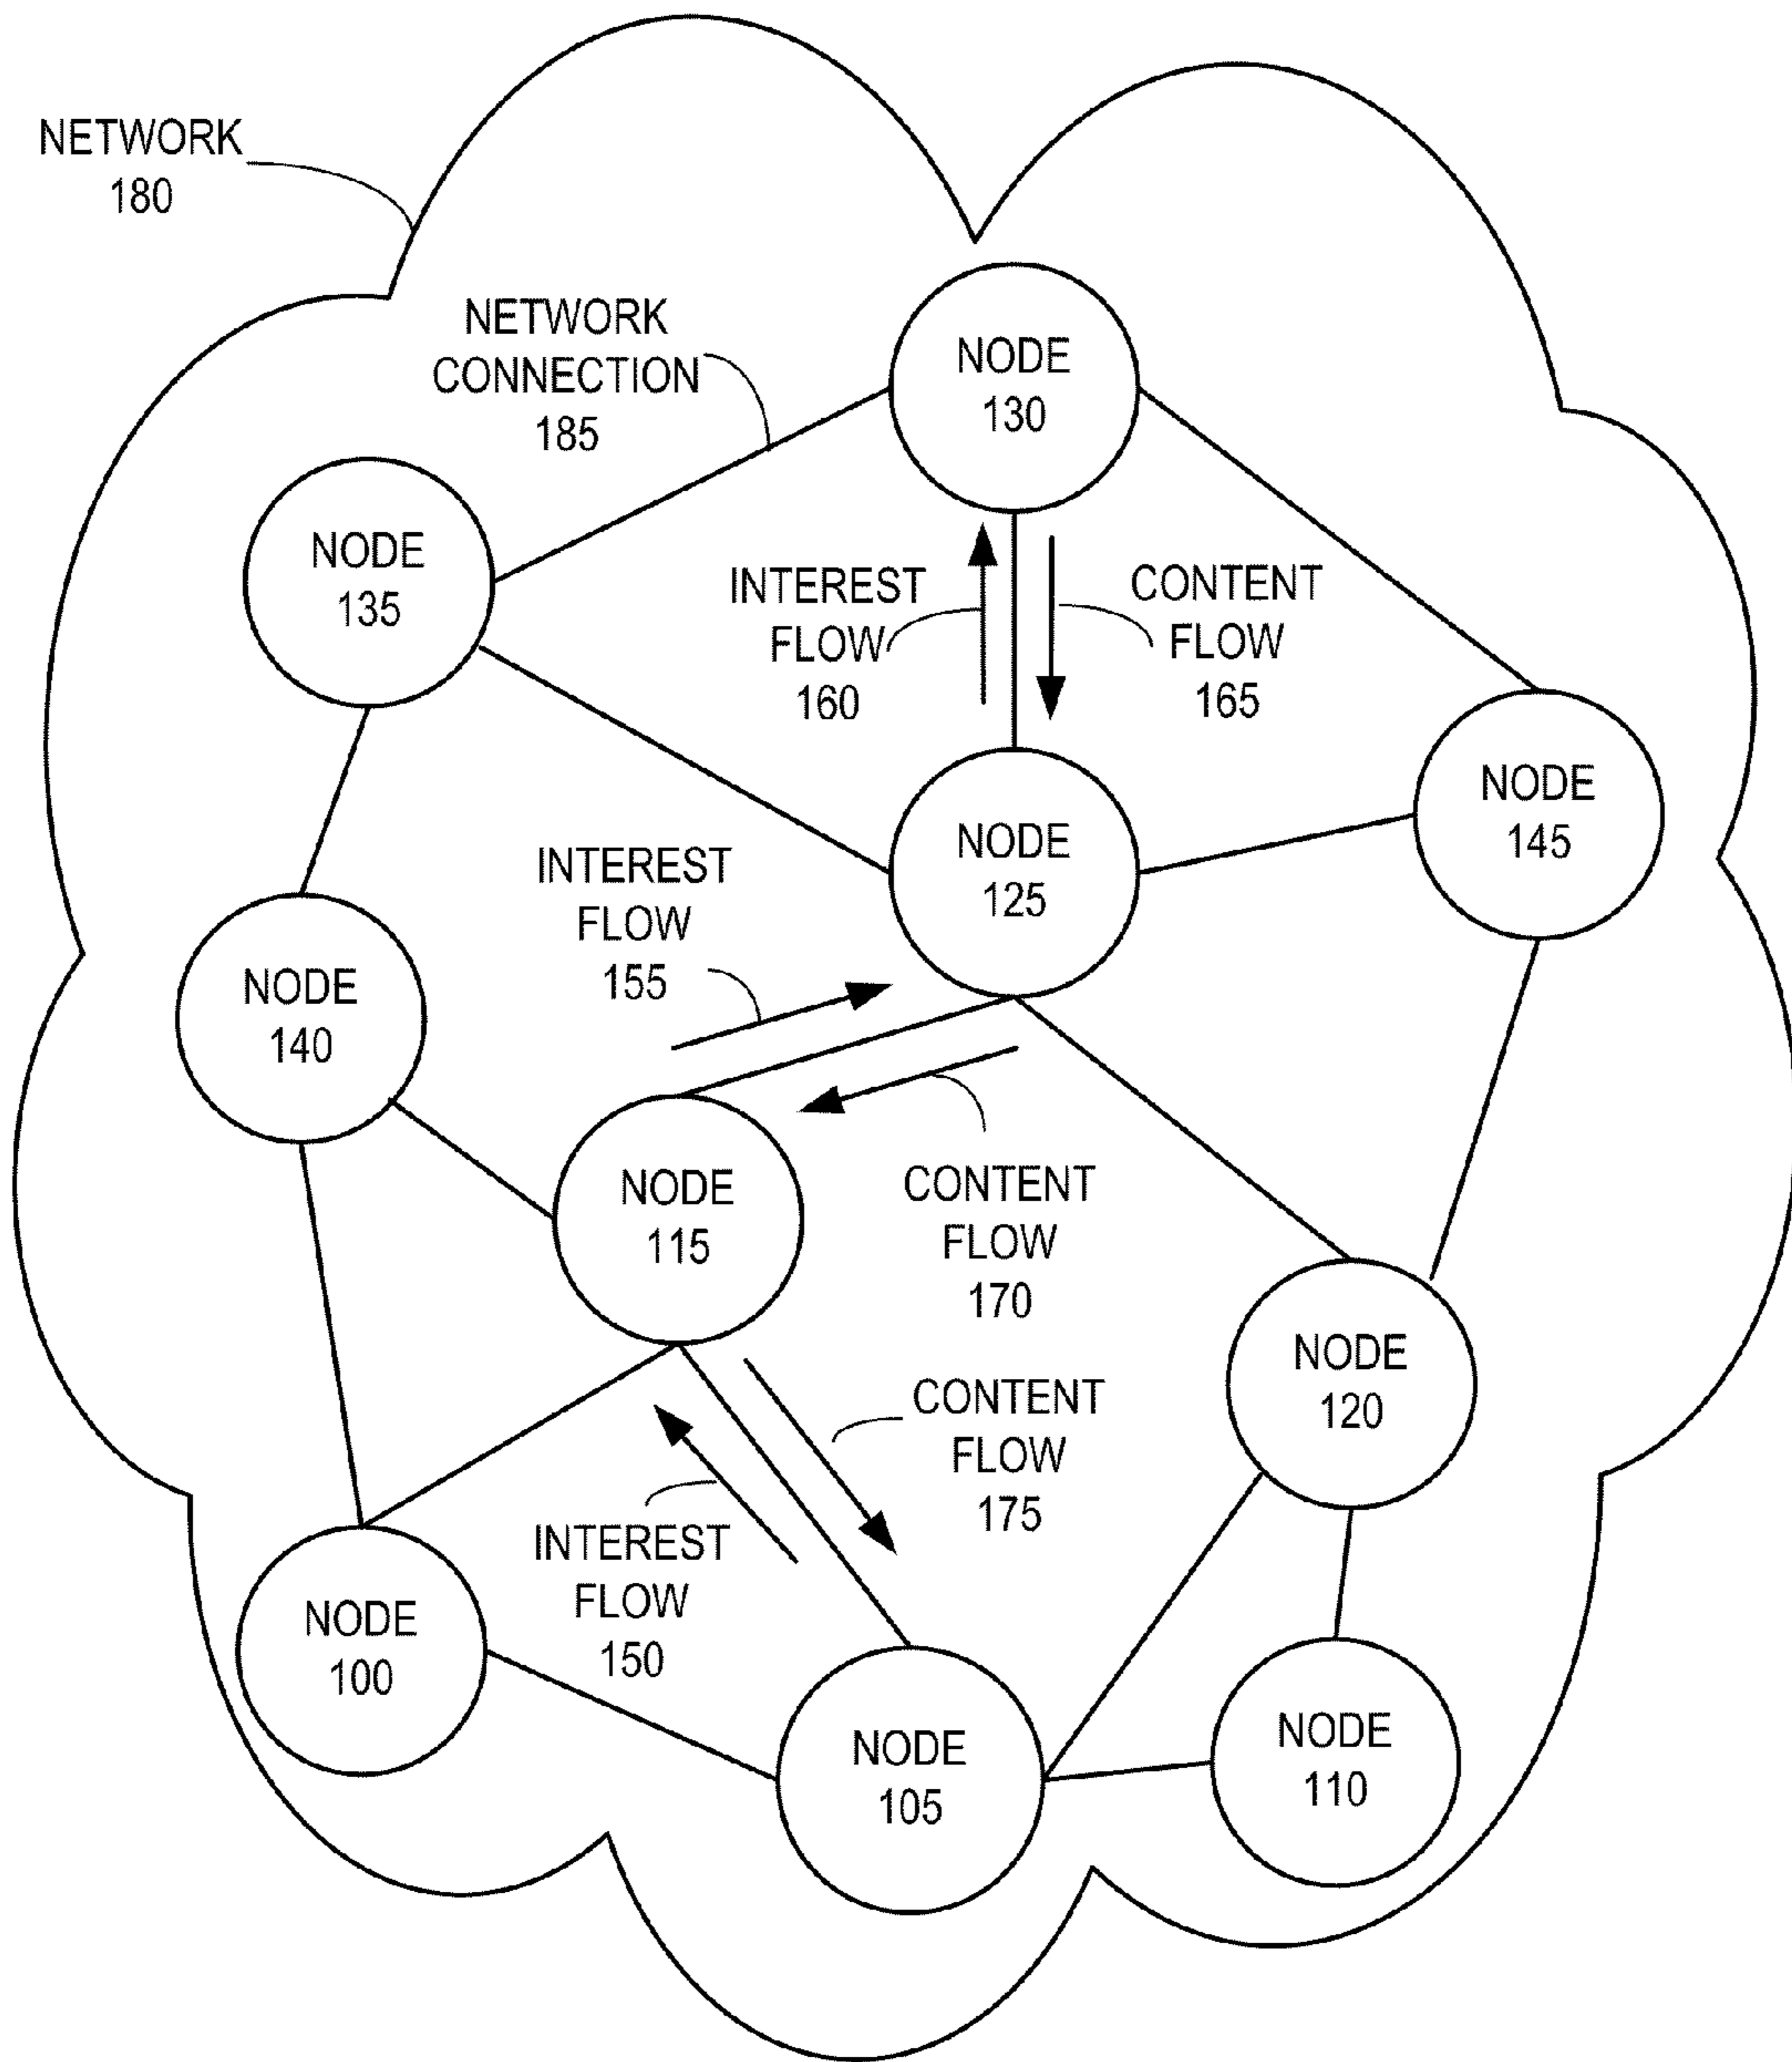 NETWORK
180
NETWORK
CONNECTION
185
NODE
130
NODE
135
INTEREST
FLOW
160
CONTENT
FLOW
165
NODE
145
NODE
125
INTEREST
FLOW
155
NODE
140
NODE
115
CONTENT
FLOW
170
NODE
120
CONTENT
FLOW
175
INTEREST
FLOW
150
NODE
100
NODE
105
NODE
110